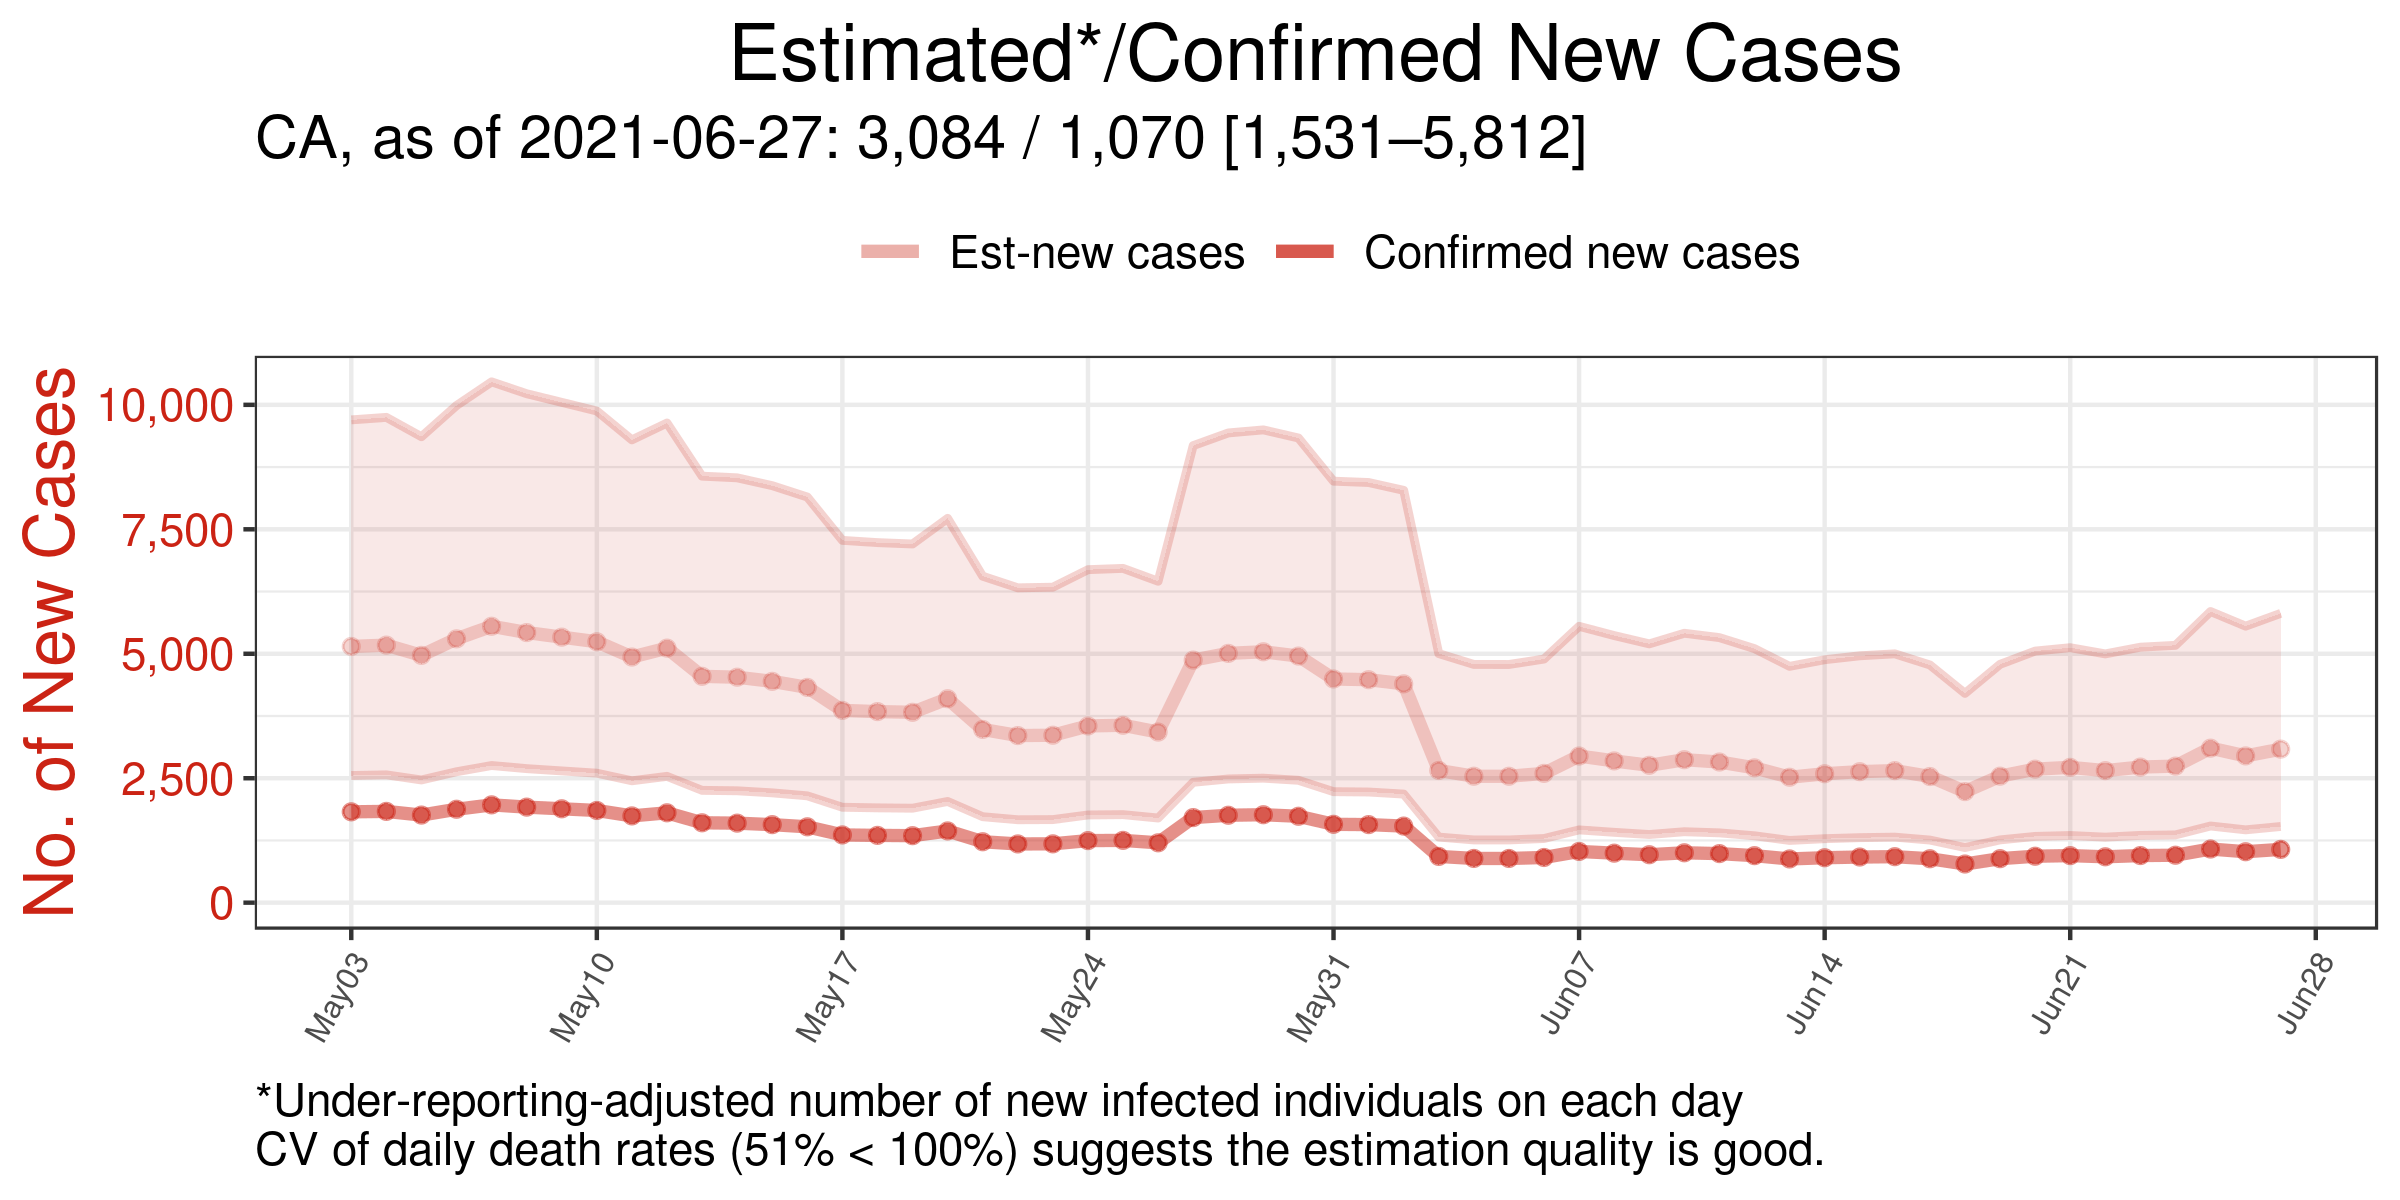 Estimated*/Confirmed New Cases
CA, as of 2021-06-27: 3,084 / 1,070 [1,531–5,812]
Est-new cases
Confirmed new cases
No. of New Cases
10,000
7,500
5,000
2,500
0
May03
May10
May17
May24
May31
Jun07
Jun14
Jun21
Jun28
*Under-reporting-adjusted number of new infected individuals on each day
CV of daily death rates (51% < 100%) suggests the estimation quality is good.